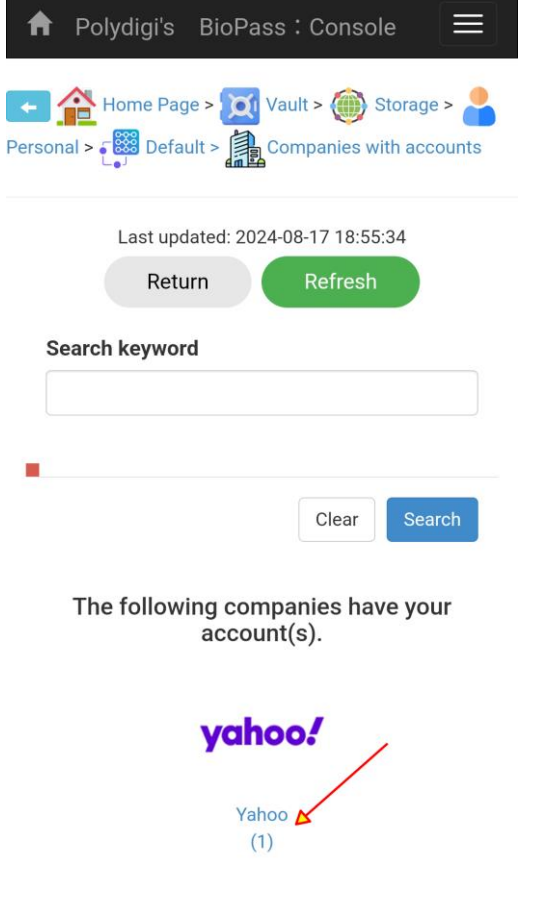 Polydigi's BioPass：Console
Home Page > Vault > Storage >
Personal > Default > Companies with accounts
Last updated: 2024-08-17 18:55:34
Return Refresh
Search keyword
Clear Search
The following companies have your
account(s).
yahoo!
Yahoo
(1)